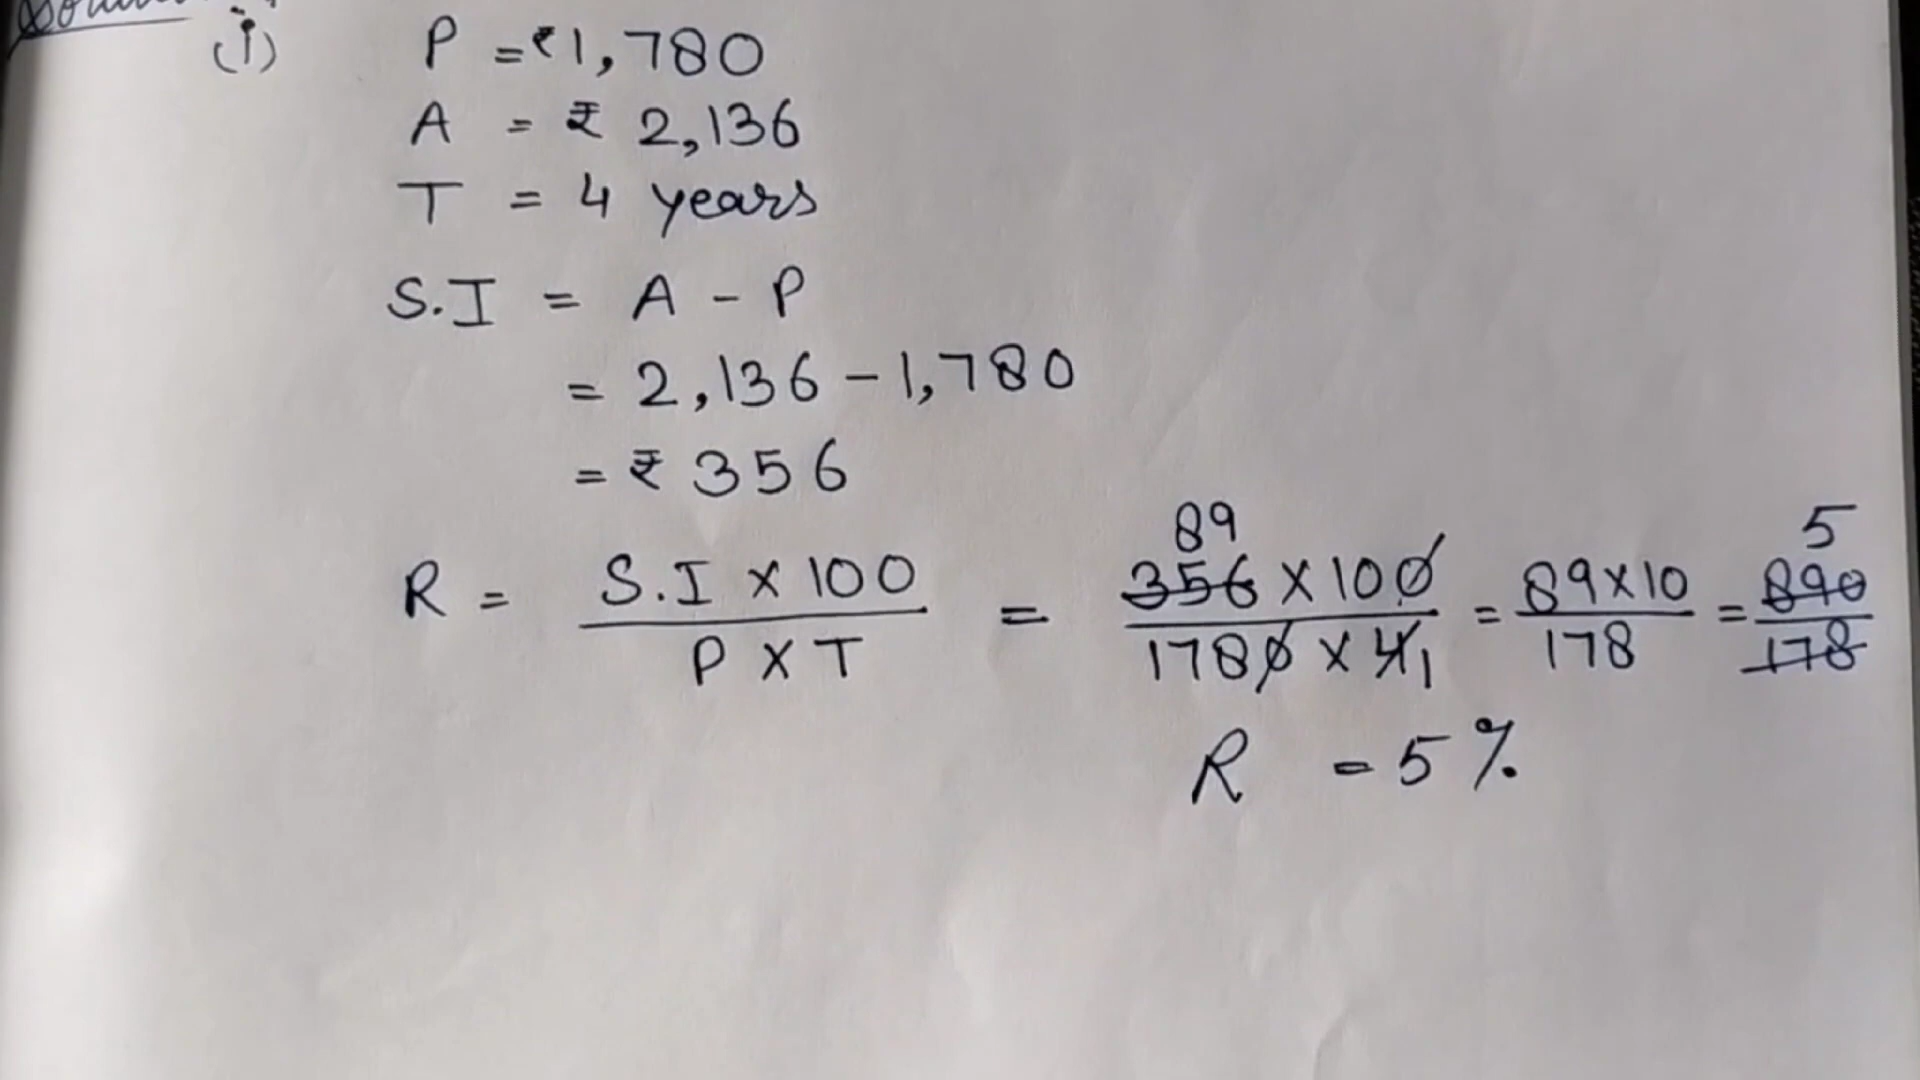 Solution
(i) P = ₹1,780
A = ₹ 2,136
T = 4 years
S.I = A - P
= 2,136 - 1,780
= ₹ 356
R = S.I × 100 / P × T = 89 356 × 100 / 1780 × 4 1 = 89 × 10 / 178 = 5 890 / 178
R = 5 %